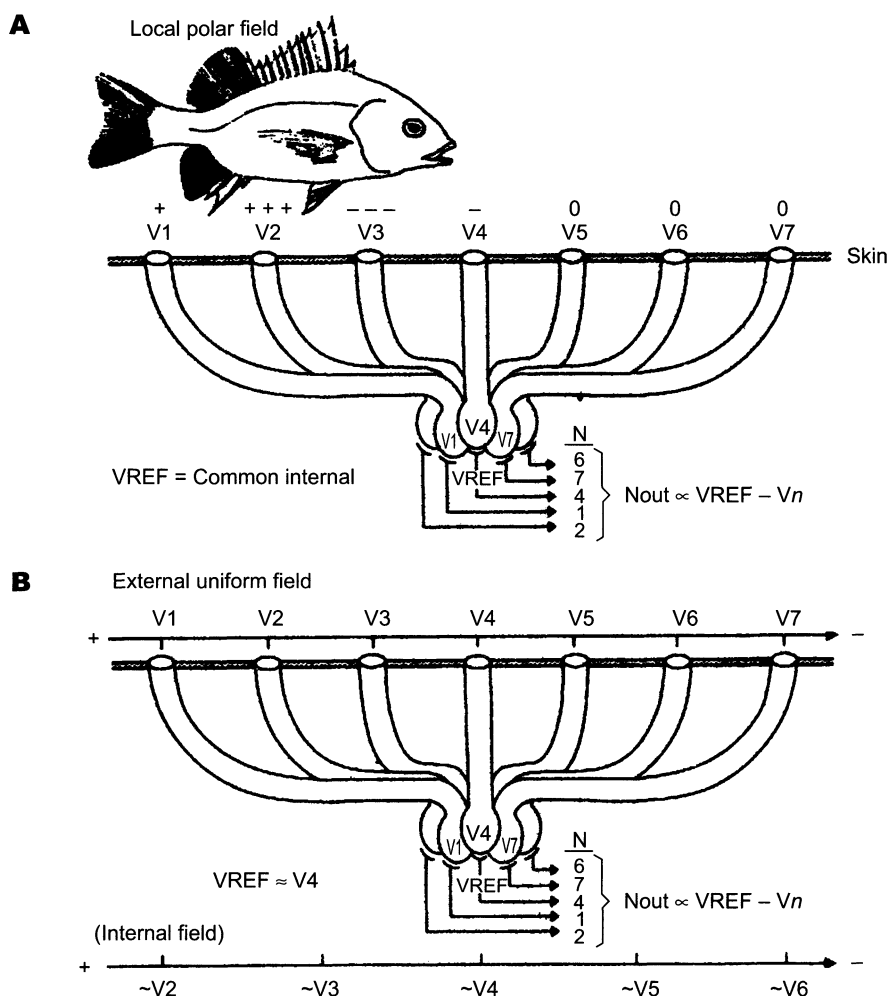 A
Local polar field
+ + + + – – – – 0 0 0
V1 V2 V3 V4 V5 V6 V7
Skin
V1 V4 V7
VREF
N
6
7
4
1
2
VREF = Common internal
Nout ∝ VREF – Vn
B
External uniform field
V1 V2 V3 V4 V5 V6 V7
+ –
V1 V4 V7
VREF
N
6
7
4
1
2
VREF ≈ V4
Nout ∝ VREF – Vn
(Internal field)
+ –
~V2 ~V3 ~V4 ~V5 ~V6